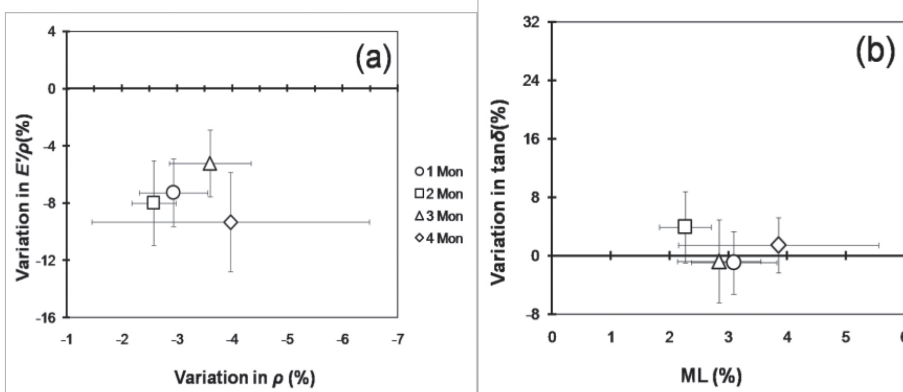 (a)
Variation in E'/ρ(%)
4
0
-4
-8
-12
-16
-1 -2 -3 -4 -5 -6 -7
Variation in ρ (%)
1 Mon
2 Mon
3 Mon
4 Mon
(b)
Variation in tanδ(%)
32
24
16
8
0
-8
0 1 2 3 4 5 6
ML (%)